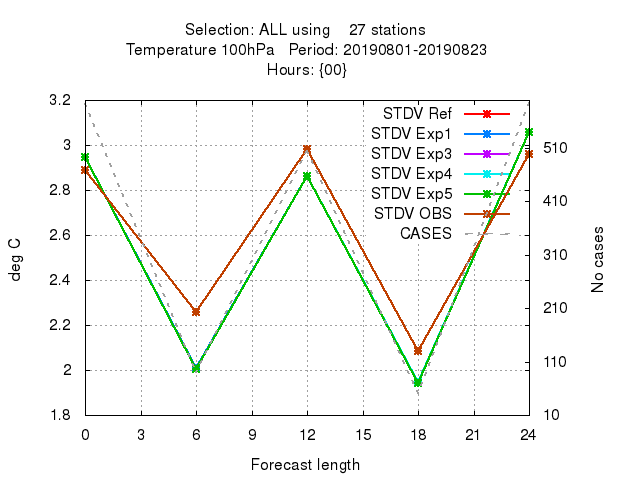 Selection: ALL using 27 stations
Temperature 100hPa Period: 20190801-20190823
Hours: {00}
3.2
3
2.8
2.6
2.4
2.2
2
1.8
deg C
STDV Ref
STDV Exp1
STDV Exp3
STDV Exp4
STDV Exp5
STDV OBS
CASES
510
410
310
210
110
10
No cases
0 3 6 9 12 15 18 21 24
Forecast length